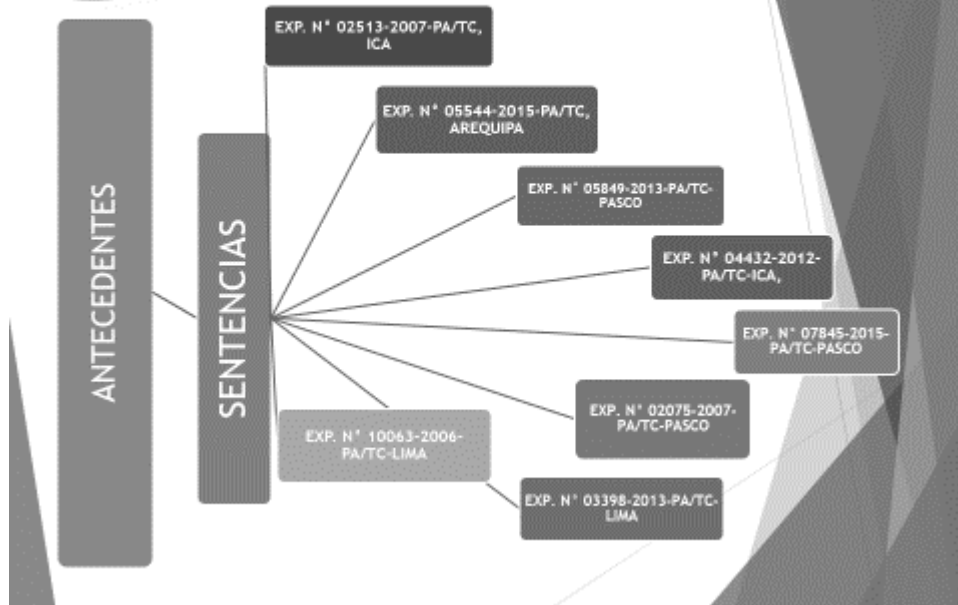 ANTECEDENTES
SENTENCIAS
EXP. N° 02513-2007-PA/TC,
ICA
EXP. N° 05544-2015-PA/TC,
AREQUIPA
EXP. N° 05849-2013-PA/TC-
PASCO
EXP. N° 04432-2012-
PA/TC-ICA,
EXP. N° 07845-2015-
PA/TC-PASCO
EXP. N° 02075-2007-
PA/TC-PASCO
EXP. N° 10063-2006-
PA/TC-LIMA
EXP. N° 03398-2013-PA/TC-
LIMA